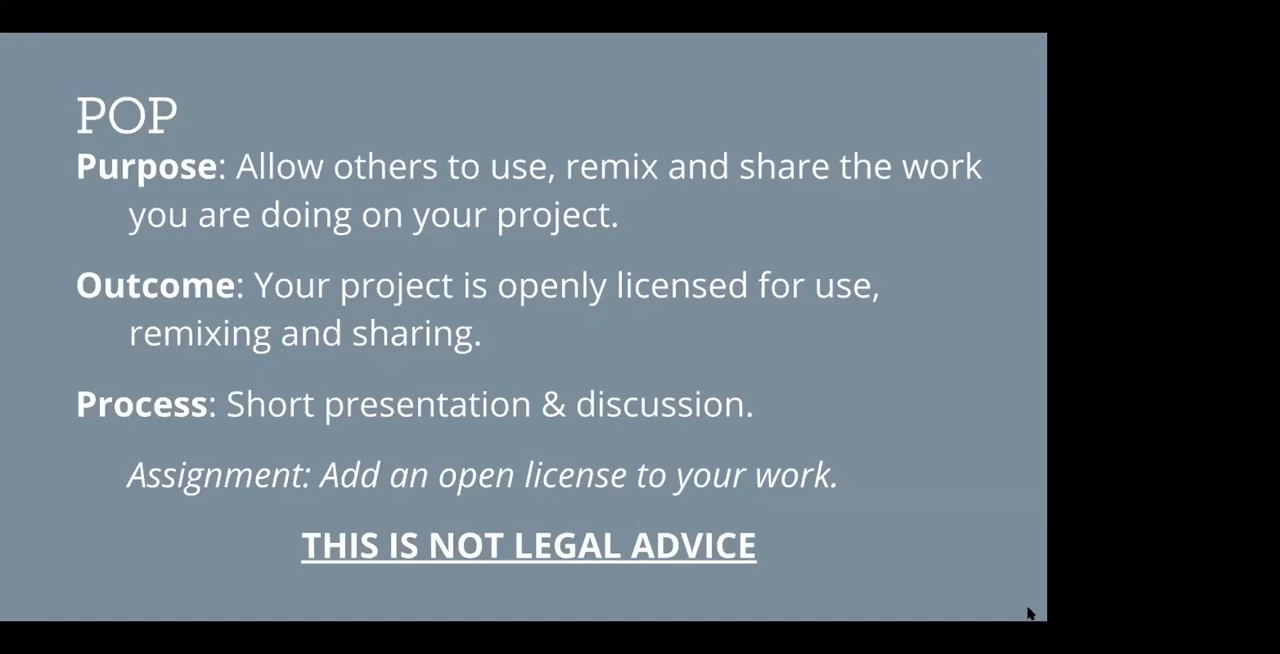 POP
Purpose: Allow others to use, remix and share the work
you are doing on your project.
Outcome: Your project is openly licensed for use,
remixing and sharing.
Process: Short presentation & discussion.
Assignment: Add an open license to your work.
THIS IS NOT LEGAL ADVICE